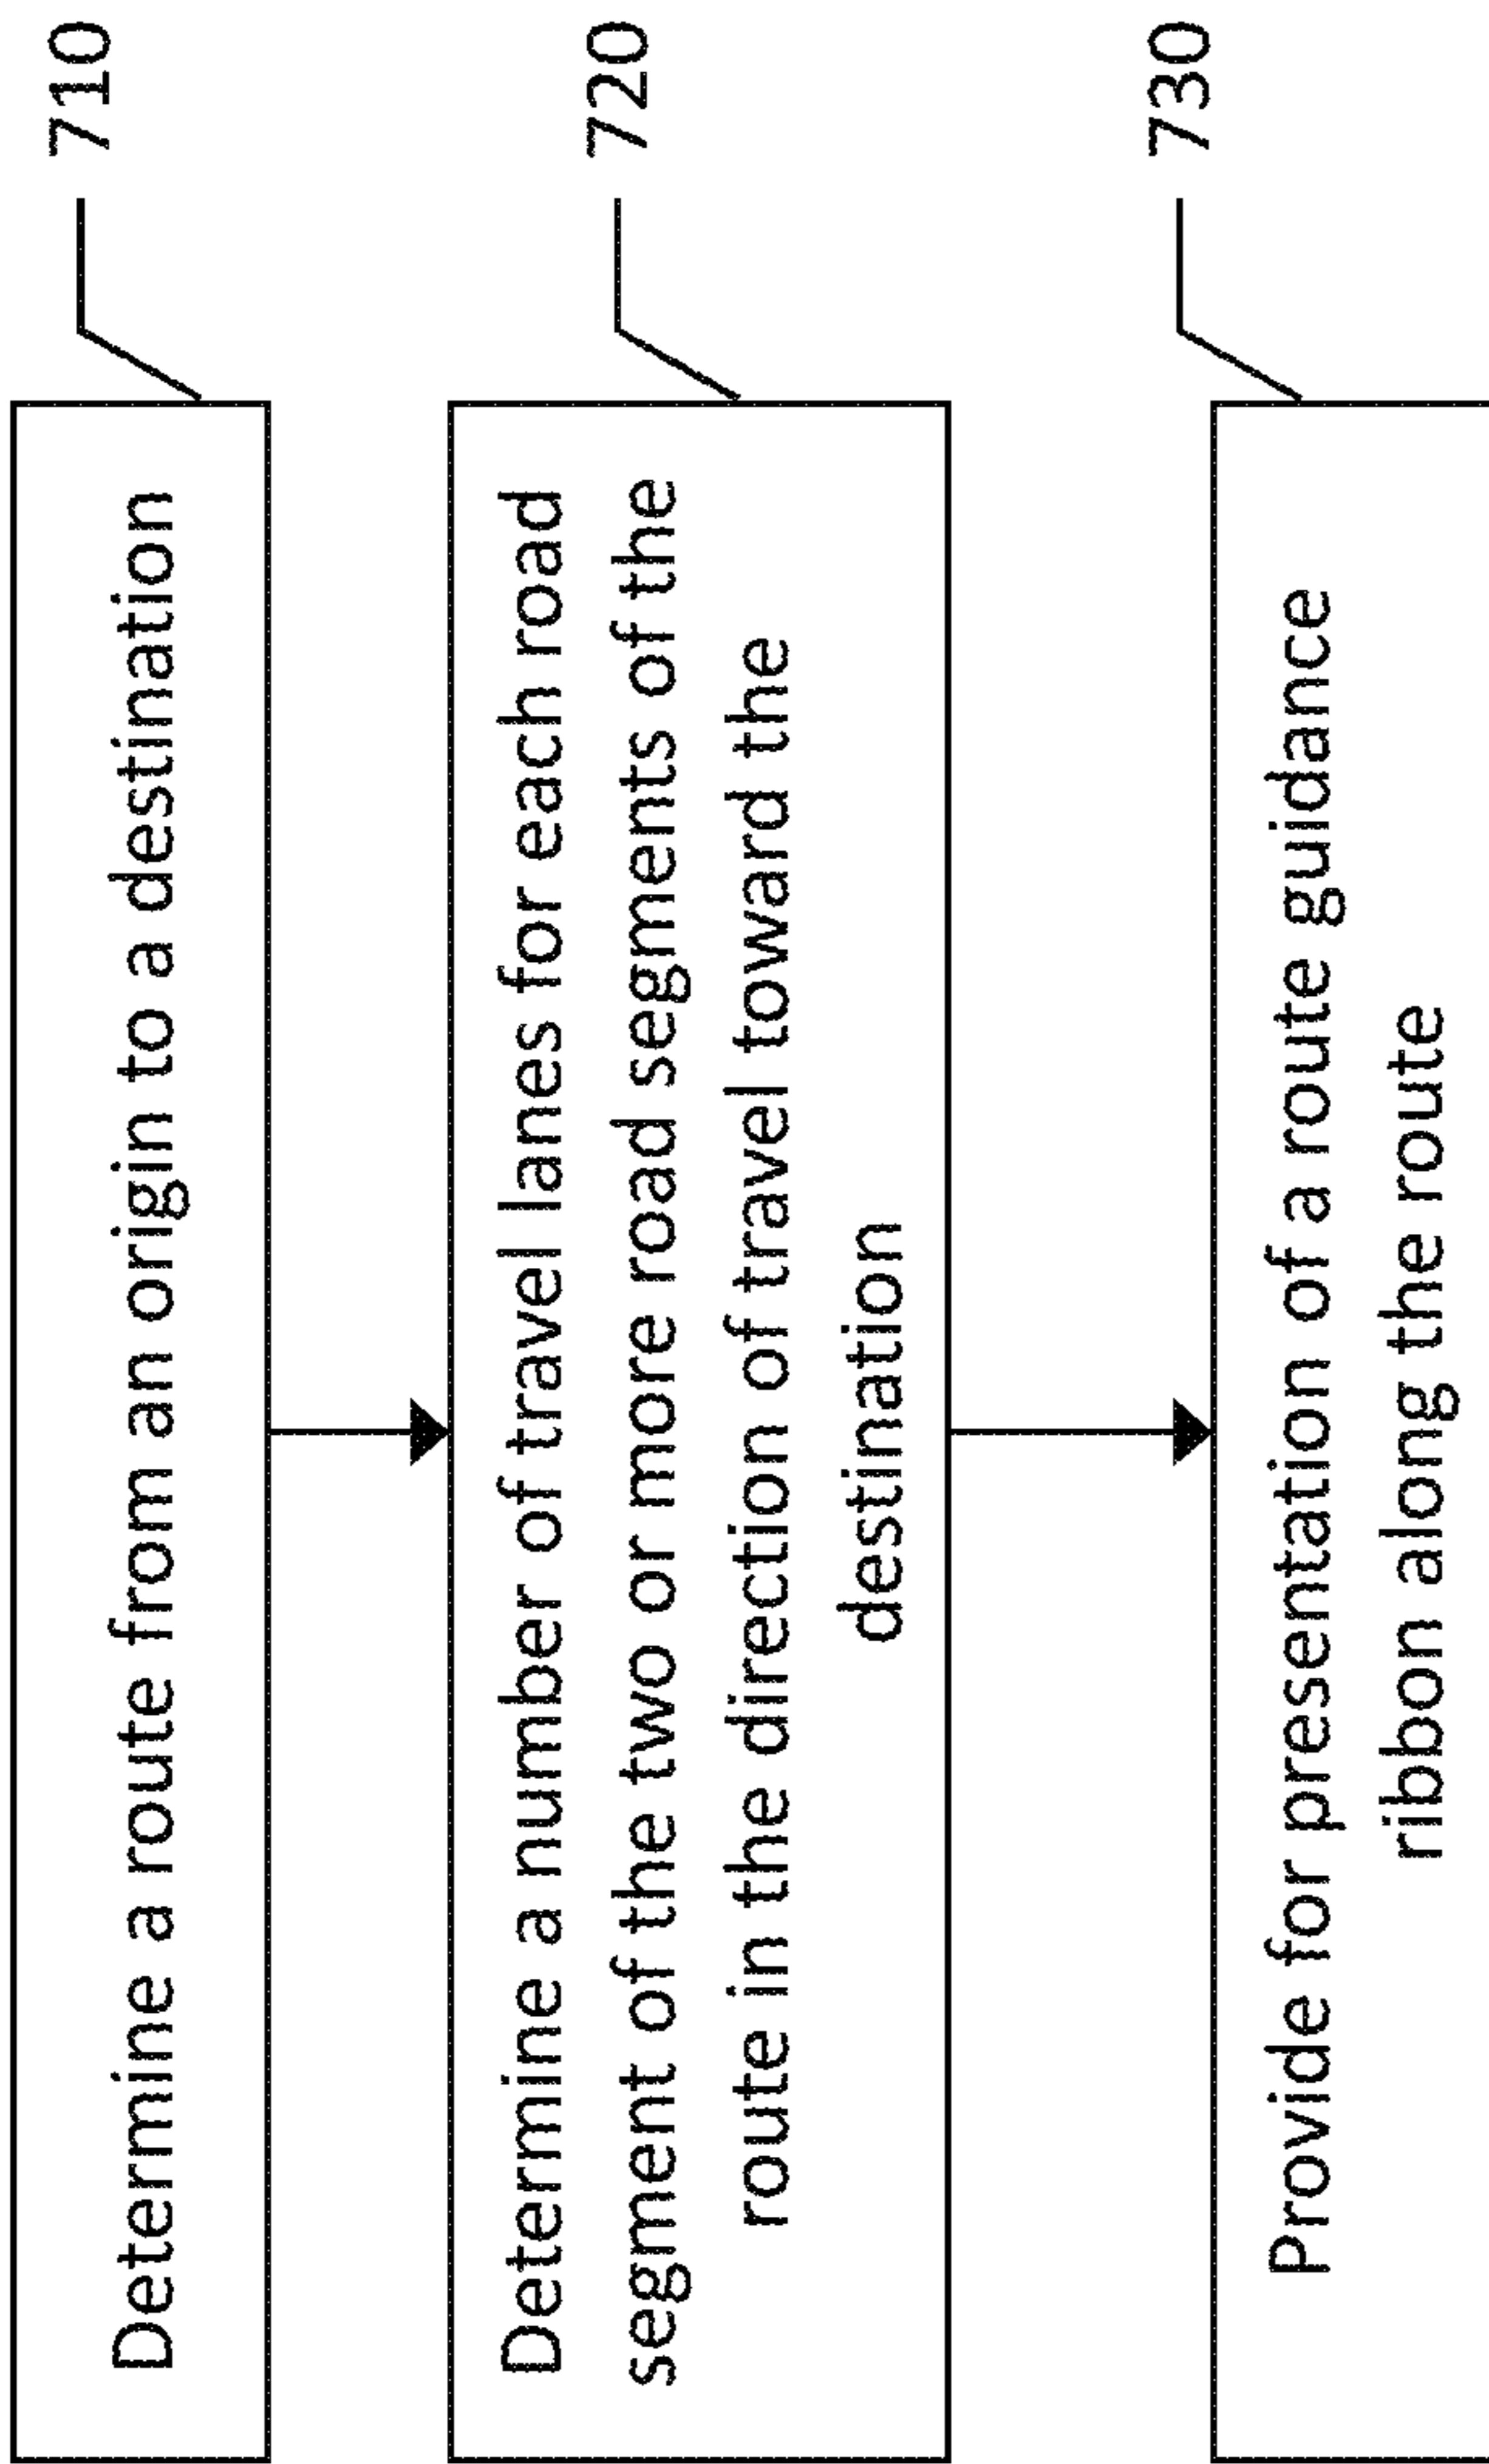 Determine a route from an origin to a destination
710
Determine a number of travel lanes for each road
segment of the two or more road segments of the
route in the direction of travel toward the
destination
720
Provide for presentation of a route guidance
ribbon along the route
730